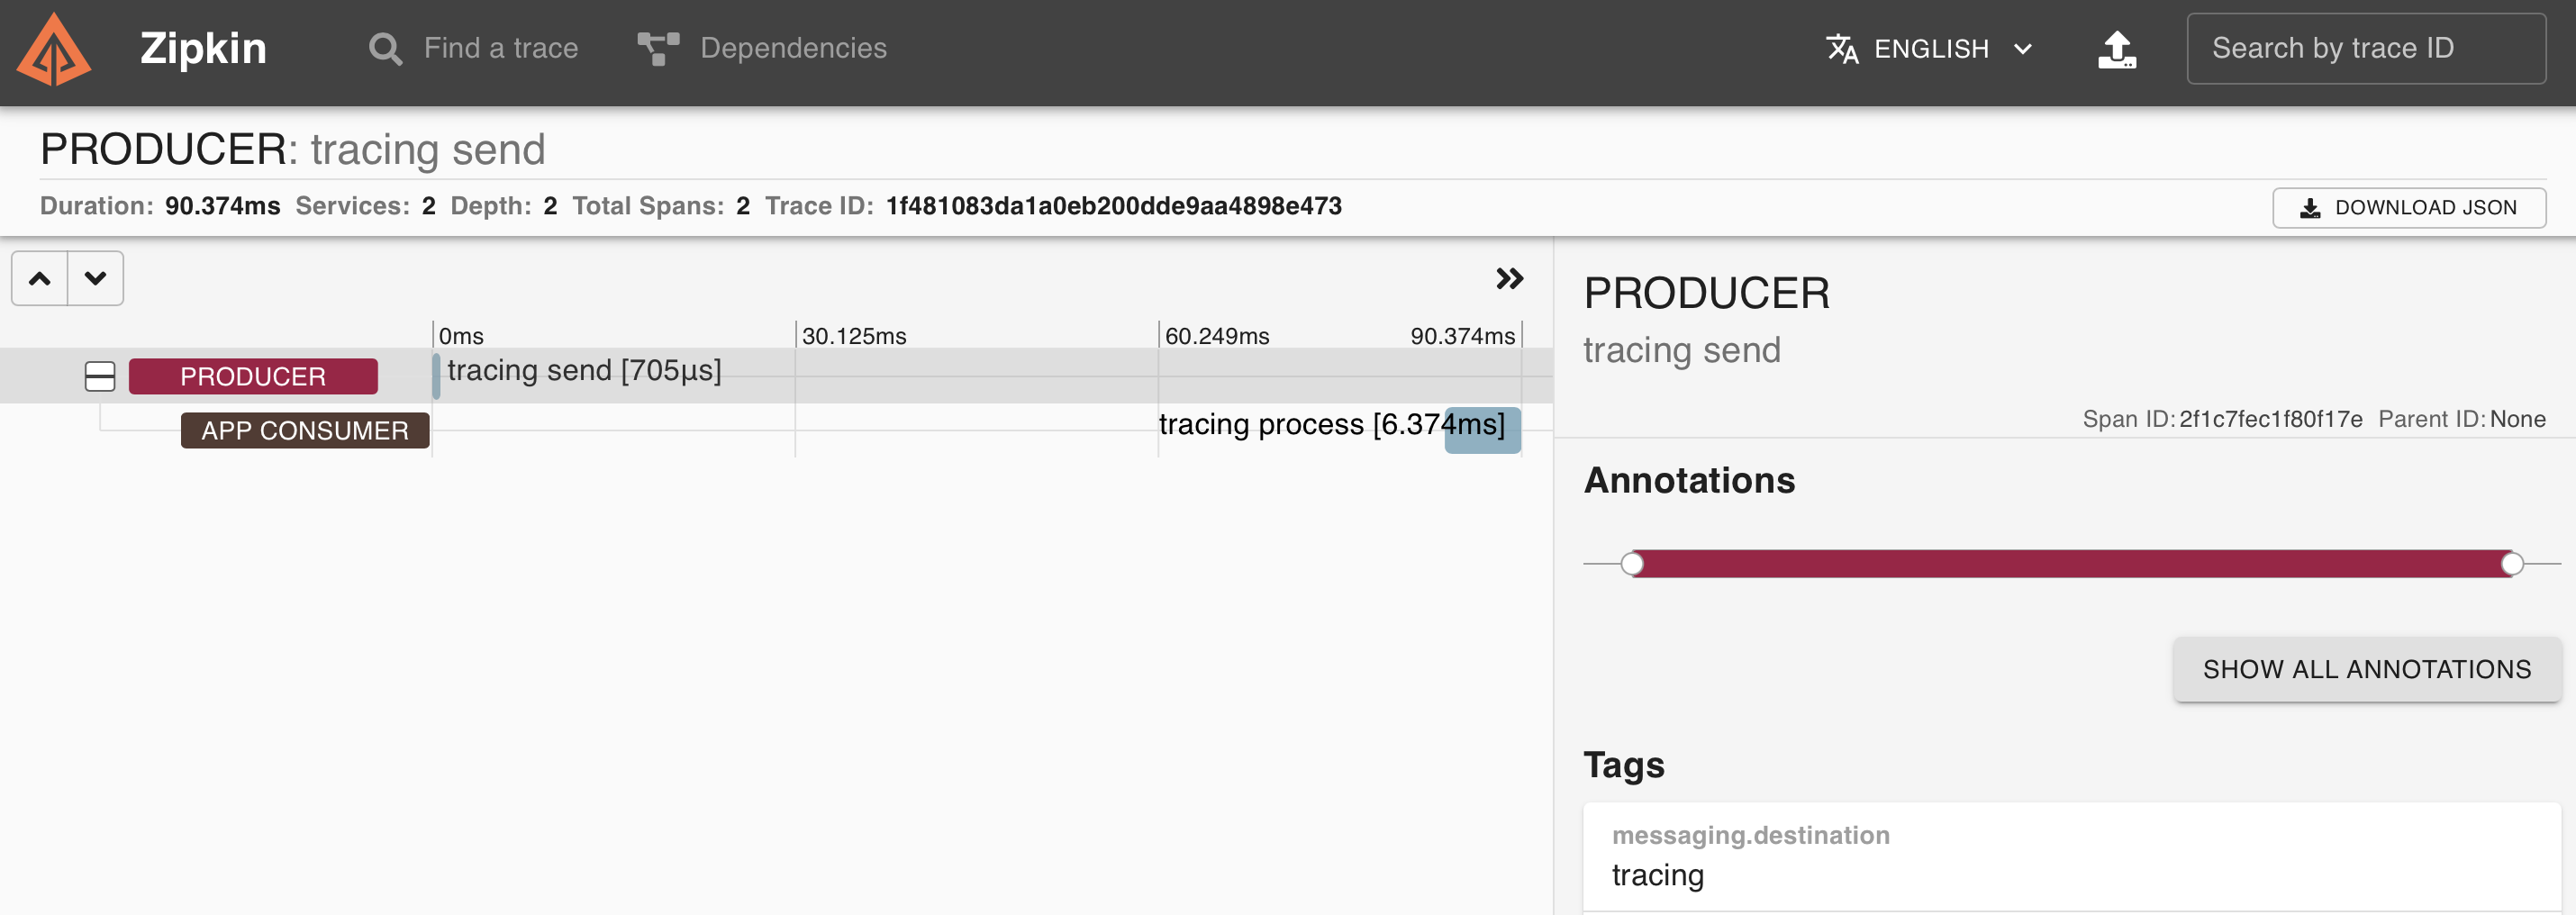 Zipkin Find a trace Dependencies ENGLISH Search by trace ID
PRODUCER: tracing send
Duration: 90.374ms Services: 2 Depth: 2 Total Spans: 2 Trace ID: 1f481083da1a0eb200dde9aa4898e473 DOWNLOAD JSON
0ms 30.125ms 60.249ms 90.374ms
PRODUCER tracing send [705μs]
APP CONSUMER tracing process [6.374ms]
PRODUCER
tracing send
Span ID: 2f1c7fec1f80f17e Parent ID: None
Annotations
SHOW ALL ANNOTATIONS
Tags
messaging.destination
tracing